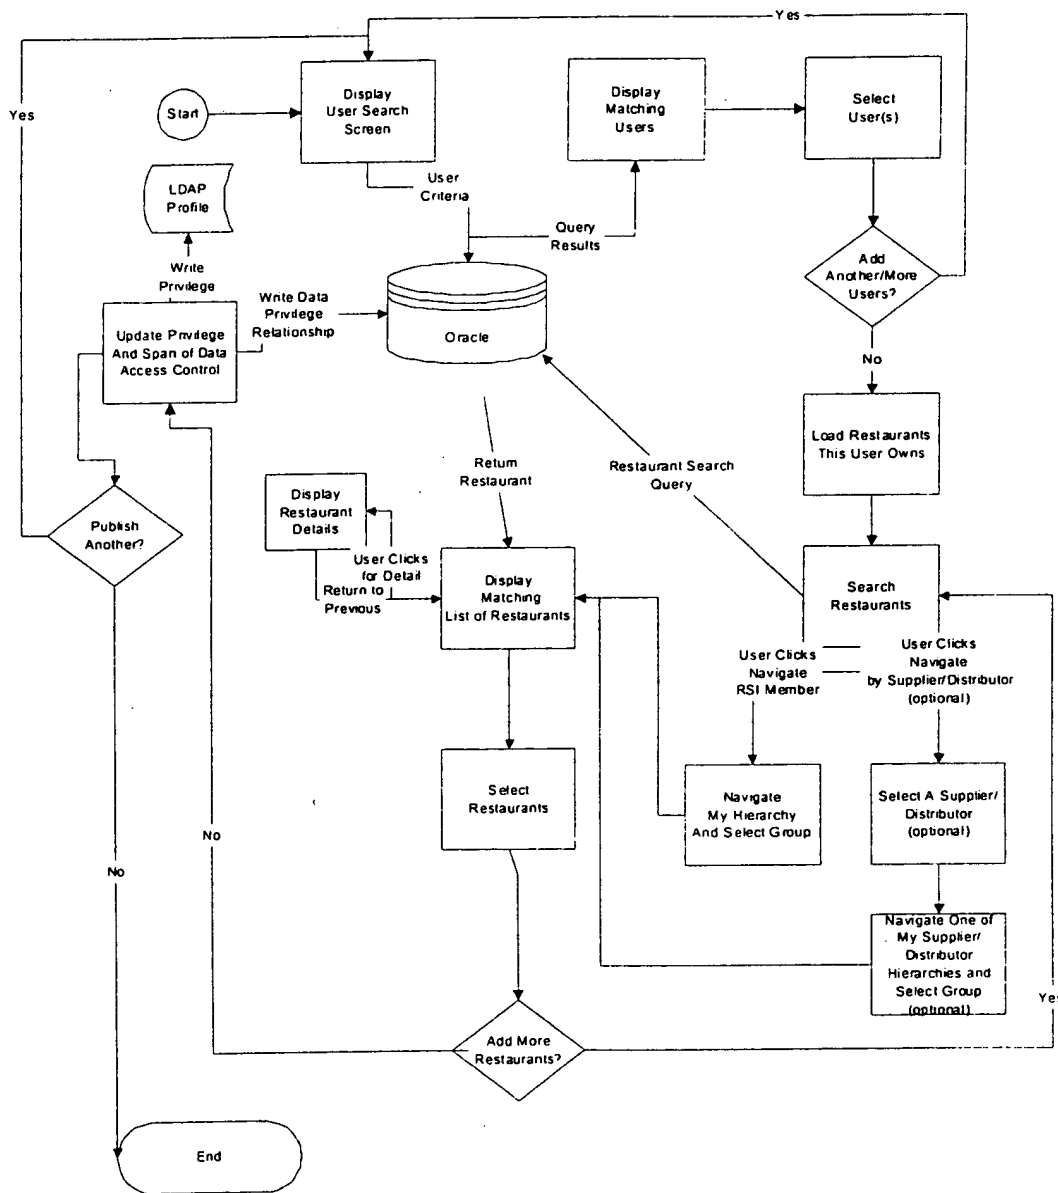 Yes
Yes
Start
Display
User Search
Screen
Display
Matching
Users
Select
User(s)
LDAP
Profile
User
Criteria
Query
Results
Write
Privilege
Add
Another/More
Users?
Write Data
Privilege
Relationship
Oracle
Update Privilege
And Span of Data
Access Control
No
Load Restaurants
This User Owns
Return
Restaurant
Restaurant Search
Query
Display
Restaurant
Details
Publish
Another?
User Clicks
for Detail
Return to
Previous
Display
Matching
List of Restaurants
Search
Restaurants
User Clicks
Navigate
RSI Member
User Clicks
Navigate
by Supplier/Distributor
(optional)
Select
Restaurants
Navigate
My Hierarchy
And Select Group
Select A Supplier/
Distributor
(optional)
No
No
Navigate One of
My Supplier/
Distributor
Hierarchies and
Select Group
(optional)
Yes
Add More
Restaurants?
End